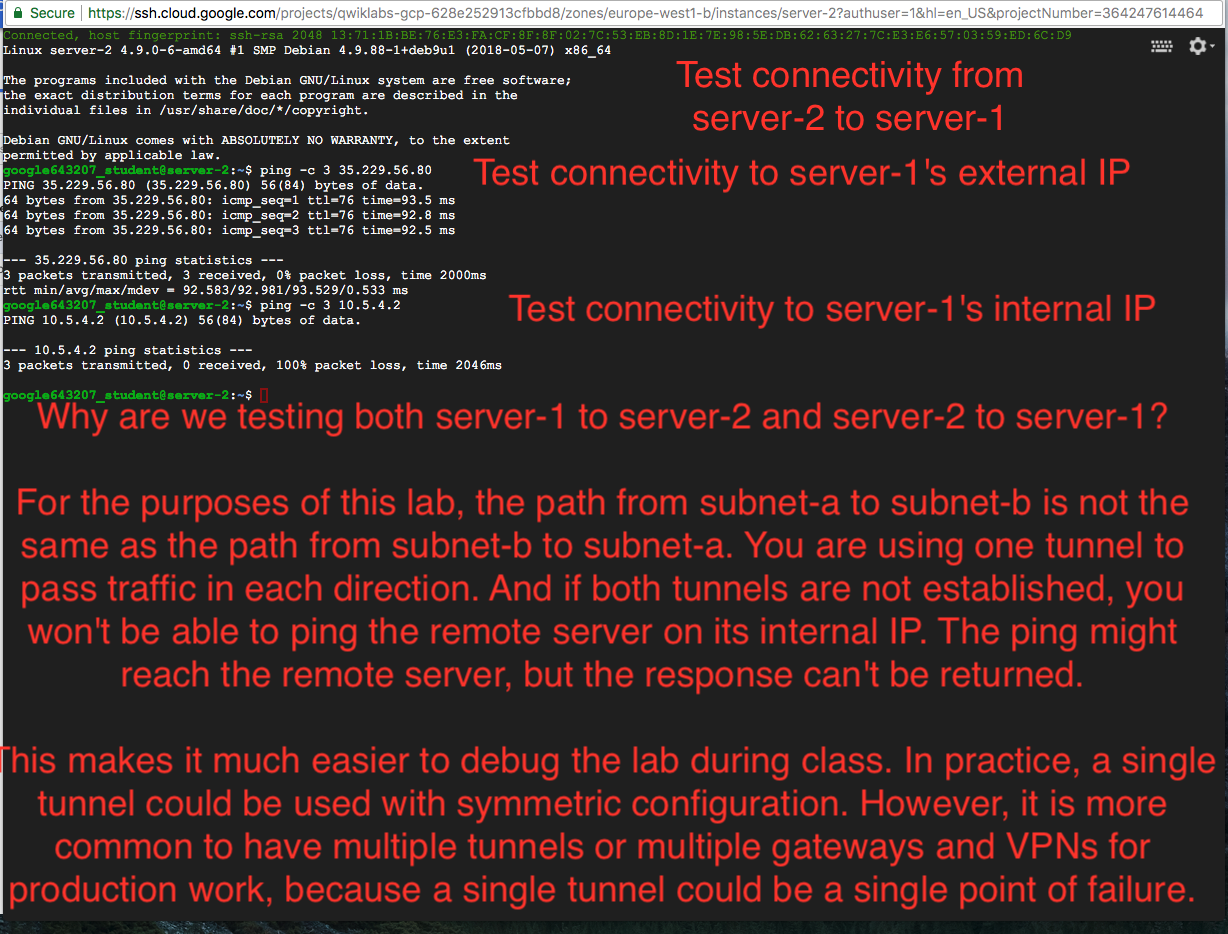 Secure | https://ssh.cloud.google.com/projects/qwiklabs-gcp-628e252913cfbbd8/zones/europe-west1-b/instances/server-2?authuser=1&hl=en_US&projectNumber=364247614464
Connected, host fingerprint: ssh-rsa 2048 13:71:1B:BE:76:E3:FA:CF:8F:8F:02:7C:53:EB:8D:1E:7E:98:5E:DB:62:63:27:7C:E3:E6:57:03:59:ED:6C:D9
Linux server-2 4.9.0-6-amd64 #1 SMP Debian 4.9.88-1+deb9u1 (2018-05-07) x86_64
The programs included with the Debian GNU/Linux system are free software;
the exact distribution terms for each program are described in the
individual files in /usr/share/doc/*/copyright.
Test connectivity from
server-2 to server-1
Debian GNU/Linux comes with ABSOLUTELY NO WARRANTY, to the extent
permitted by applicable law.
google643207_student@server-2:~$ ping -c 3 35.229.56.80
Test connectivity to server-1's external IP
PING 35.229.56.80 (35.229.56.80) 56(84) bytes of data.
64 bytes from 35.229.56.80: icmp_seq=1 ttl=76 time=93.5 ms
64 bytes from 35.229.56.80: icmp_seq=2 ttl=76 time=92.8 ms
64 bytes from 35.229.56.80: icmp_seq=3 ttl=76 time=92.5 ms
--- 35.229.56.80 ping statistics ---
3 packets transmitted, 3 received, 0% packet loss, time 2000ms
rtt min/avg/max/mdev = 92.583/92.981/93.529/0.533 ms
google643207_student@server-2:~$ ping -c 3 10.5.4.2
Test connectivity to server-1's internal IP
PING 10.5.4.2 (10.5.4.2) 56(84) bytes of data.
--- 10.5.4.2 ping statistics ---
3 packets transmitted, 0 received, 100% packet loss, time 2046ms
google643207_student@server-2:~$
Why are we testing both server-1 to server-2 and server-2 to server-1?
For the purposes of this lab, the path from subnet-a to subnet-b is not the
same as the path from subnet-b to subnet-a. You are using one tunnel to
pass traffic in each direction. And if both tunnels are not established, you
won't be able to ping the remote server on its internal IP. The ping might
reach the remote server, but the response can't be returned.
This makes it much easier to debug the lab during class. In practice, a single
tunnel could be used with symmetric configuration. However, it is more
common to have multiple tunnels or multiple gateways and VPNs for
production work, because a single tunnel could be a single point of failure.